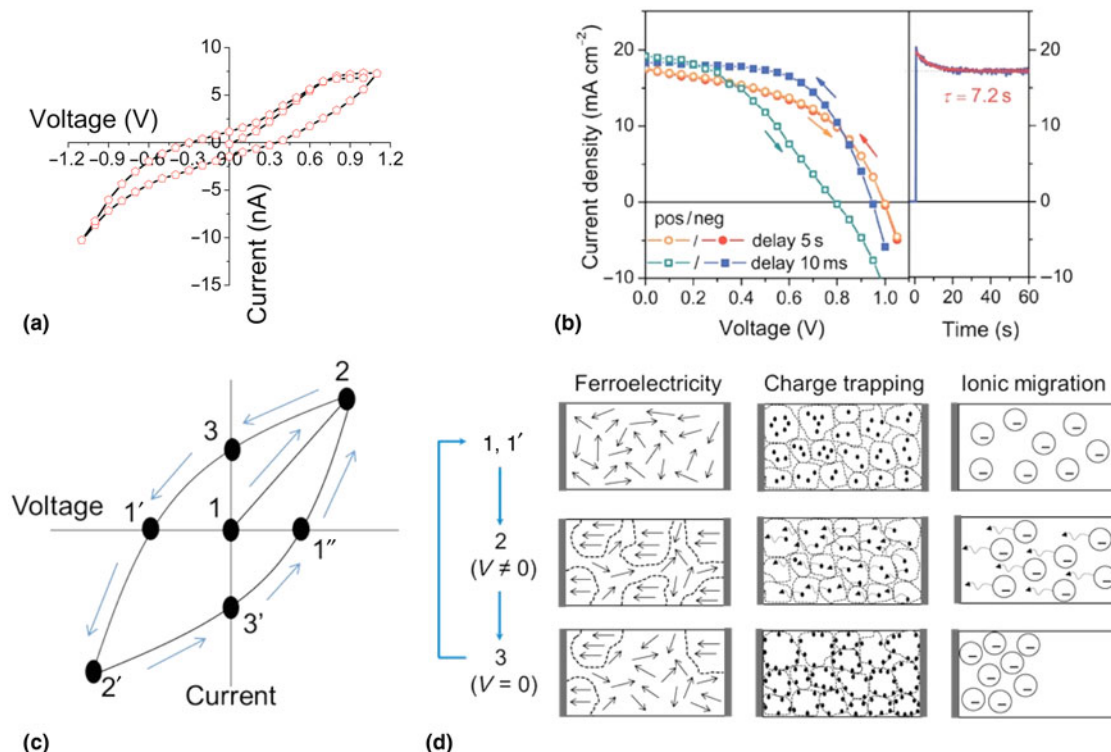 10
5
0
−5
−10
−15
Voltage (V)
−1.2
−0.9
−0.6
−0.3
0.0
0.3
0.6
0.9
1.2
Current (nA)
(a)
Current density (mA cm⁻²)
20
10
0
−10
pos/neg
/ delay 5 s
/ delay 10 ms
0.0 0.2 0.4 0.6 0.8 1.0
Voltage (V)
τ = 7.2 s
20
10
0
−10
0 20 40 60
Time (s)
(b)
2
3
Voltage 1′ 1
1″
3′
2′
Current
(c)
Ferroelectricity Charge trapping Ionic migration
1, 1′
2
(V ≠ 0)
3
(V = 0)
− − − − − − −
− − − − − − −
− − − − − − − −
(d)